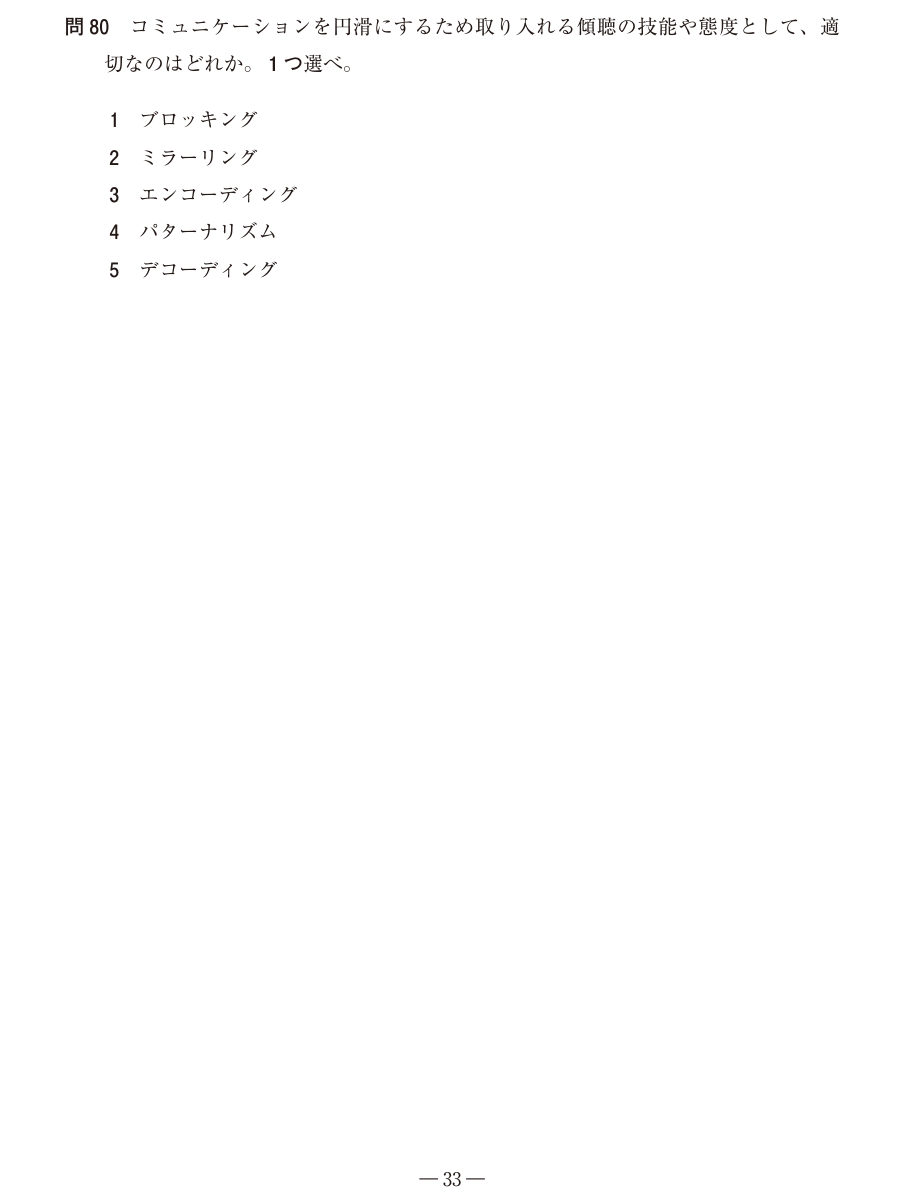 問 80　コミュニケーションを円滑にするため取り入れる傾聴の技能や態度として、適
切なのはどれか。1つ選べ。
1　ブロッキング
2　ミラーリング
3　エンコーディング
4　パターナリズム
5　デコーディング
— 33 —